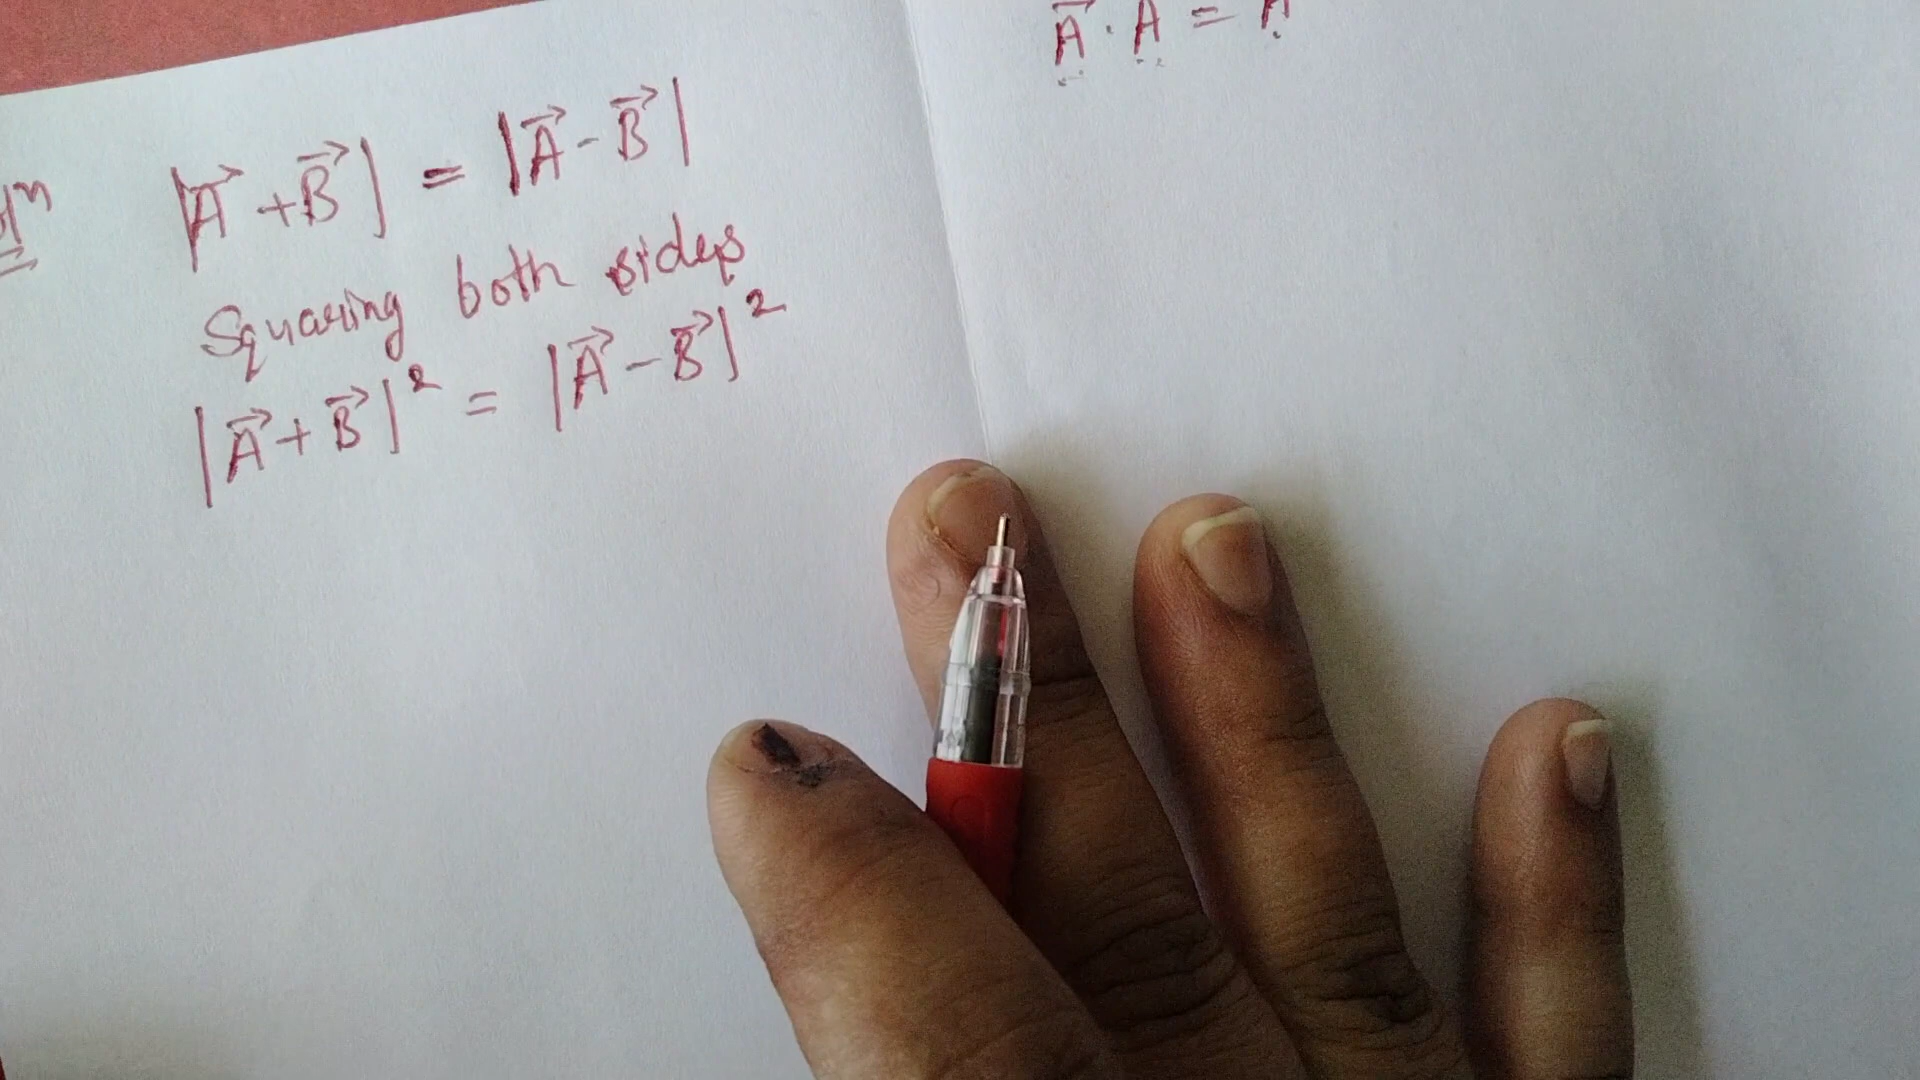 |A⃗ + B⃗| = |A⃗ - B⃗|
Squaring both sides
|A⃗ + B⃗|² = |A⃗ - B⃗|²
A⃗ · A⃗ = A